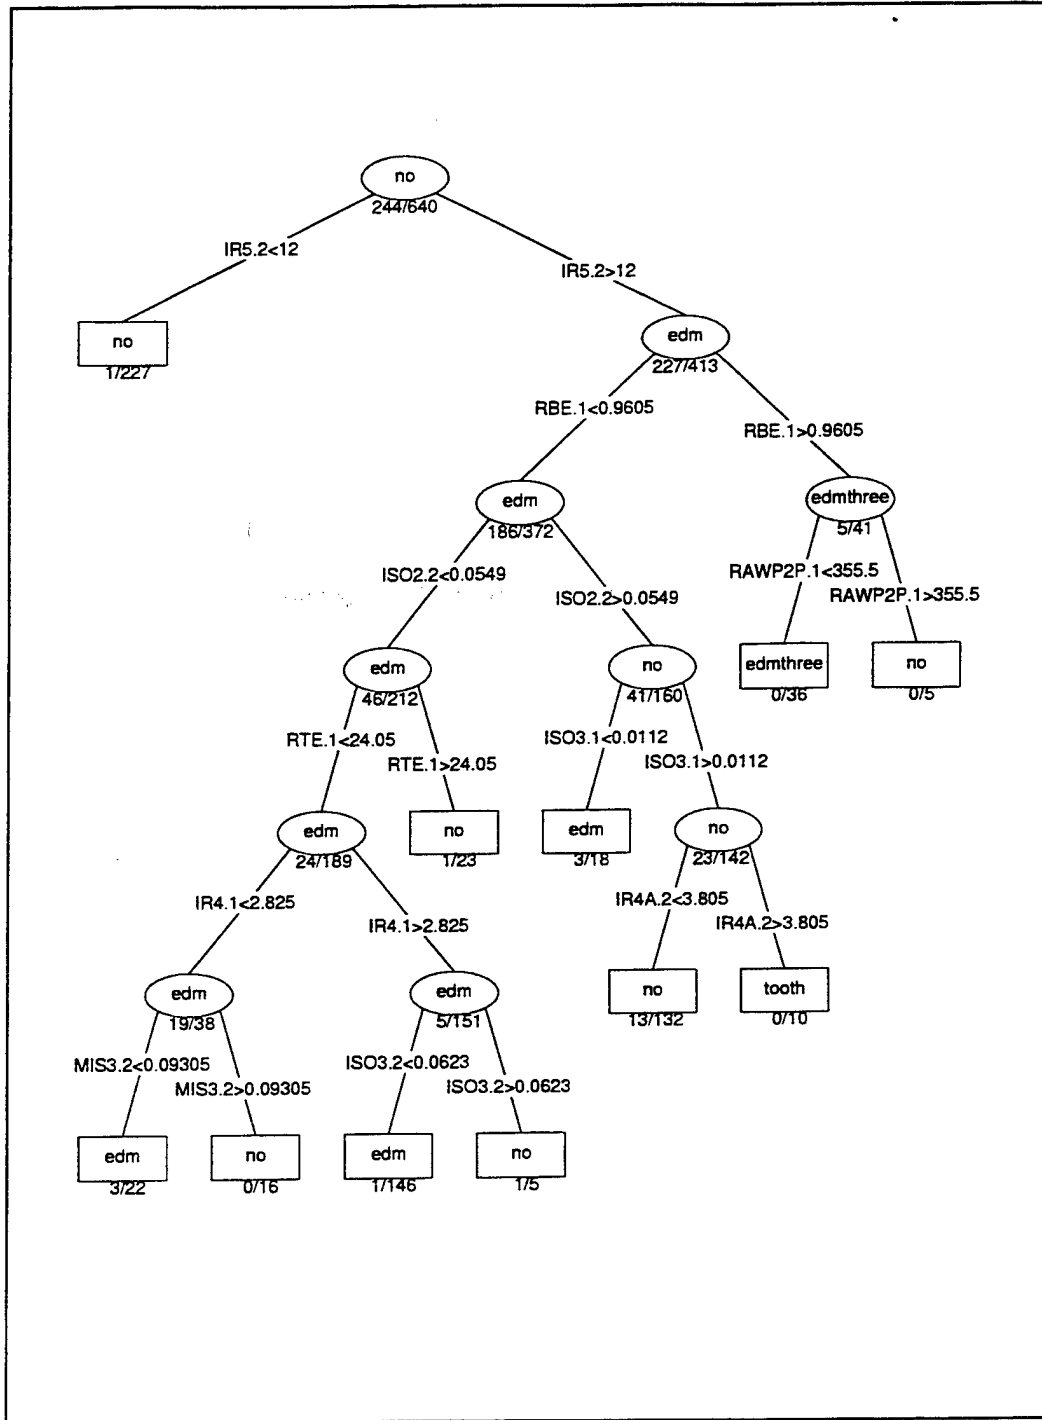 no
244/640
IR5.2<12
IR5.2>12
no
1/227
edm
227/413
RBE.1<0.9605
RBE.1>0.9605
edm
186/372
edmthree
5/41
ISO2.2<0.0549
ISO2.2>0.0549
RAWP2P.1<355.5
RAWP2P.1>355.5
edm
46/212
no
41/160
edmthree
0/36
no
0/5
RTE.1<24.05
RTE.1>24.05
ISO3.1<0.0112
ISO3.1>0.0112
edm
24/189
no
1/23
edm
3/18
no
23/142
IR4.1<2.825
IR4.1>2.825
IR4A.2<3.805
IR4A.2>3.805
edm
19/38
edm
5/151
no
13/132
tooth
0/10
MIS3.2<0.09305
MIS3.2>0.09305
ISO3.2<0.0623
ISO3.2>0.0623
edm
3/22
no
0/16
edm
1/146
no
1/5